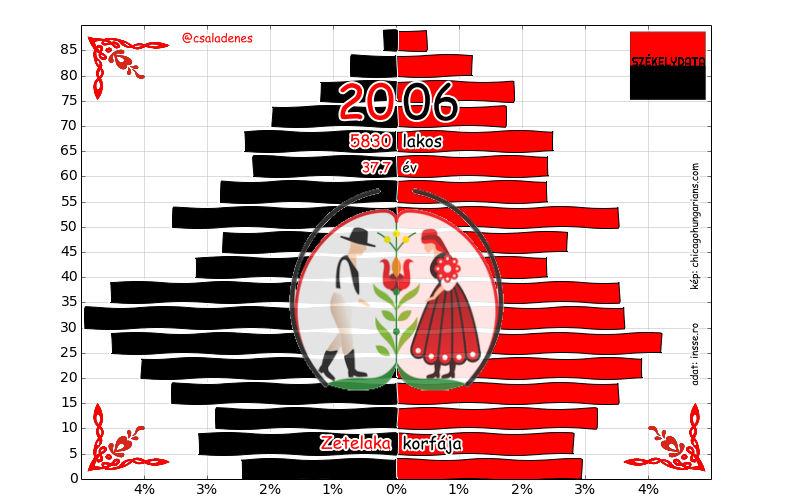 @csaladenes
SZÉKELYDATA
2006
5830 lakos
37.7 év
kép: chicagohungarians.com
adat: insse.ro
Zetelaka korfája
85
80
75
70
65
60
55
50
45
40
35
30
25
20
15
10
5
0
4% 3% 2% 1% 0% 1% 2% 3% 4%